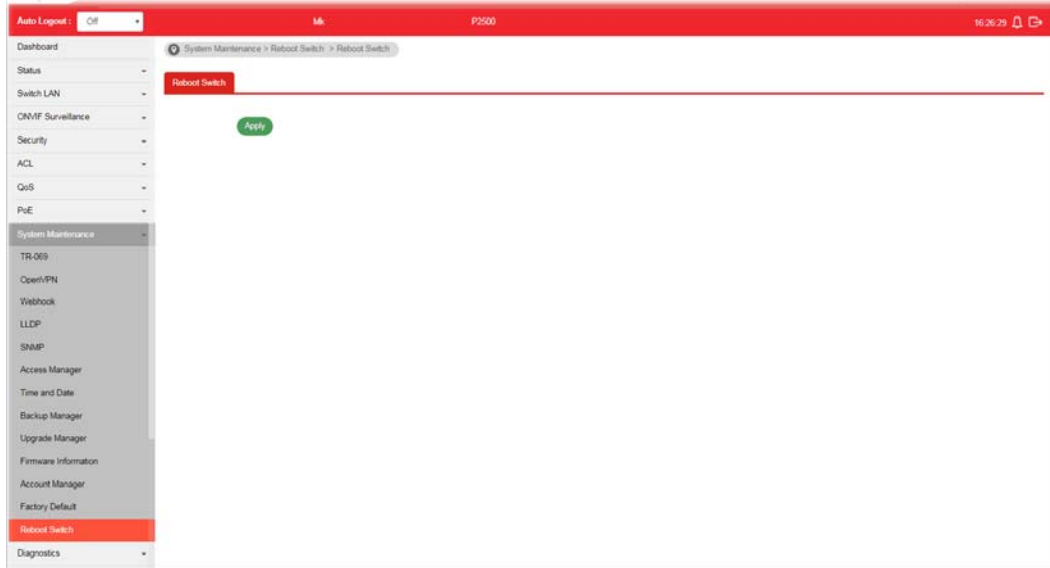 Auto Logout : Off Mk P2500 16:26:29
Dashboard
System Maintenance > Reboot Switch > Reboot Switch
Status
Switch LAN
ONVIF Surveillance
Security
ACL
QoS
PoE
System Maintenance
TR-069
OpenVPN
Webhook
LLDP
SNMP
Access Manager
Time and Date
Backup Manager
Upgrade Manager
Firmware Information
Account Manager
Factory Default
Reboot Switch
Diagnostics
Reboot Switch
Apply